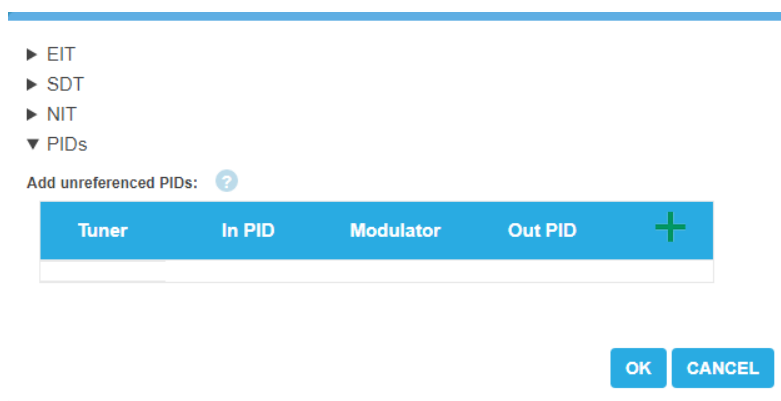 EIT
SDT
NIT
PIDs
Add unreferenced PIDs: ?
Tuner In PID Modulator Out PID
OK CANCEL